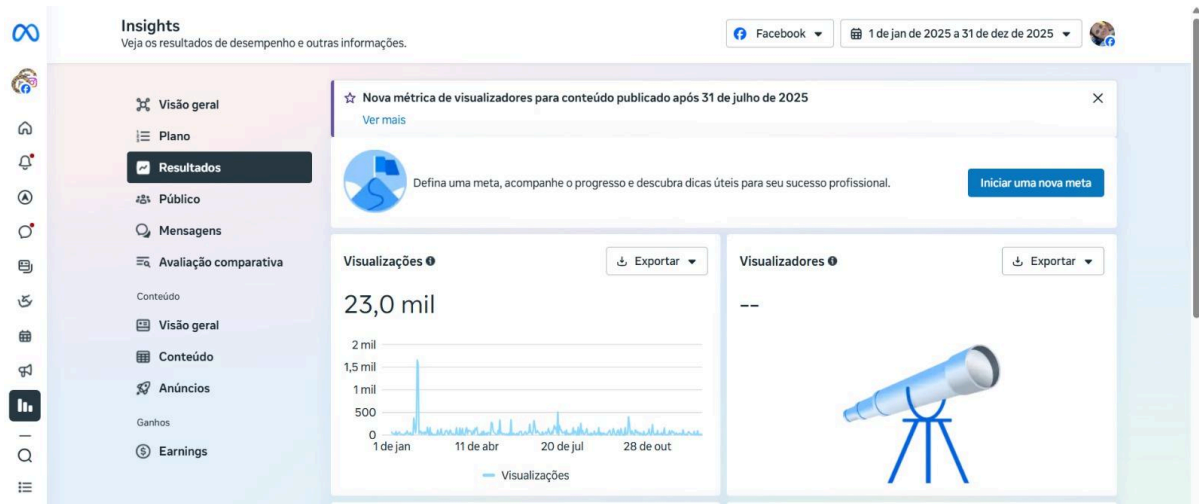 Insights
Veja os resultados de desempenho e outras informações.
Facebook
1 de jan de 2025 a 31 de dez de 2025
Visão geral
Plano
Resultados
Público
Mensagens
Avaliação comparativa
Conteúdo
Visão geral
Conteúdo
Anúncios
Ganhos
Earnings
Nova métrica de visualizadores para conteúdo publicado após 31 de julho de 2025
Ver mais
Defina uma meta, acompanhe o progresso e descubra dicas úteis para seu sucesso profissional.
Iniciar uma nova meta
Visualizações
Exportar
23,0 mil
2 mil
1,5 mil
1 mil
500
0
1 de jan 11 de abr 20 de jul 28 de out
Visualizações
Visualizadores
Exportar
--